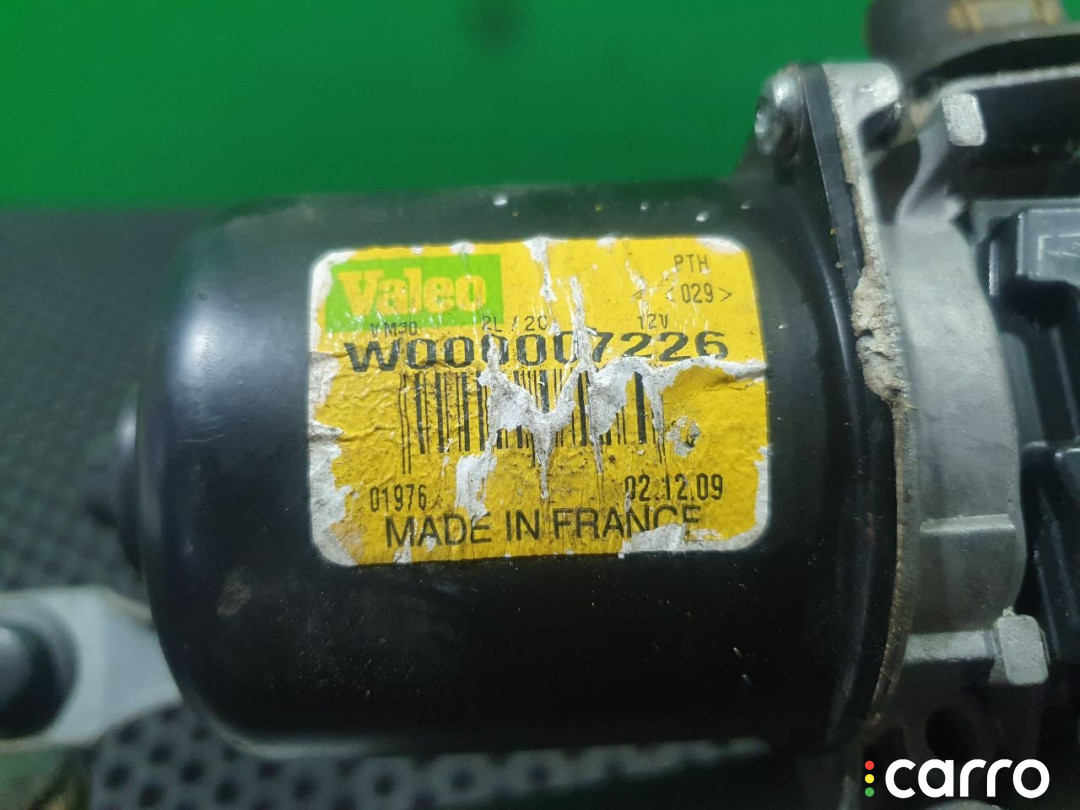 Valeo
PTH
< <029>
VM30 2L / 2C 12V
W000007226
01976 02.12.09
MADE IN FRANCE
carro